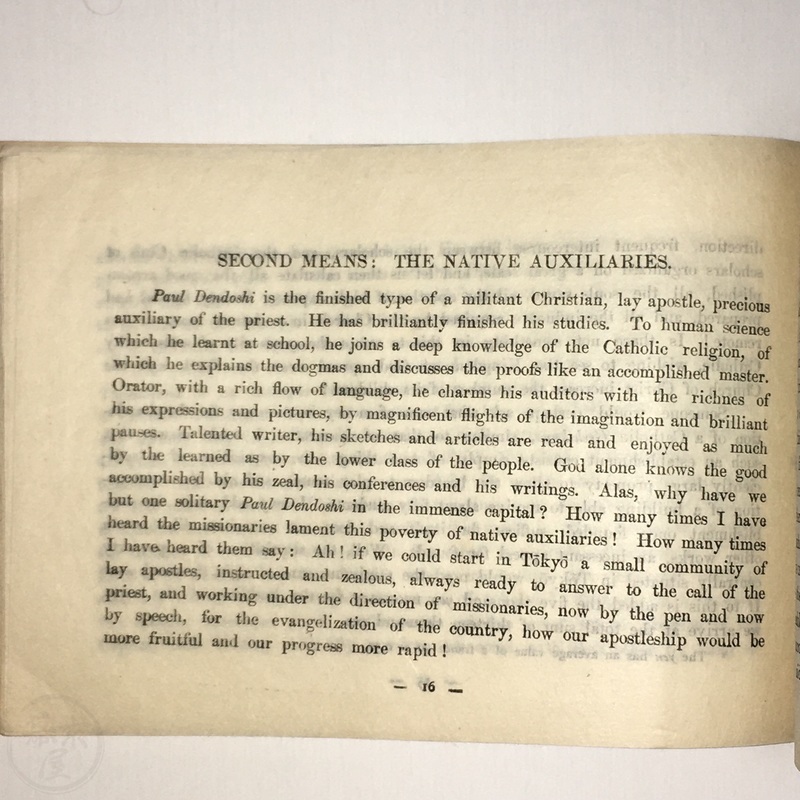 SECOND MEANS: THE NATIVE AUXILIARIES.
Paul Dendoshi is the finished type of a militant Christian, lay apostle, precious
auxiliary of the priest. He has brilliantly finished his studies. To human science
which he learnt at school, he joins a deep knowledge of the Catholic religion, of
which he explains the dogmas and discusses the proofs like an accomplished master.
Orator, with a rich flow of language, he charms his auditors with the richnes of
his expressions and pictures, by magnificent flights of the imagination and brilliant
pauses. Talented writer, his sketches and articles are read and enjoyed as much
by the learned as by the lower class of the people. God alone knows the good
accomplished by his zeal, his conferences and his writings. Alas, why have we
but one solitary Paul Dendoshi in the immense capital? How many times I have
heard the missionaries lament this poverty of native auxiliaries! How many times
I have heard them say: Ah! if we could start in Tōkyō a small community of
lay apostles, instructed and zealous, always ready to answer to the call of the
priest, and working under the direction of missionaries, now by the pen and now
by speech, for the evangelization of the country, how our apostleship would be
more fruitful and our progress more rapid!
— 16 —